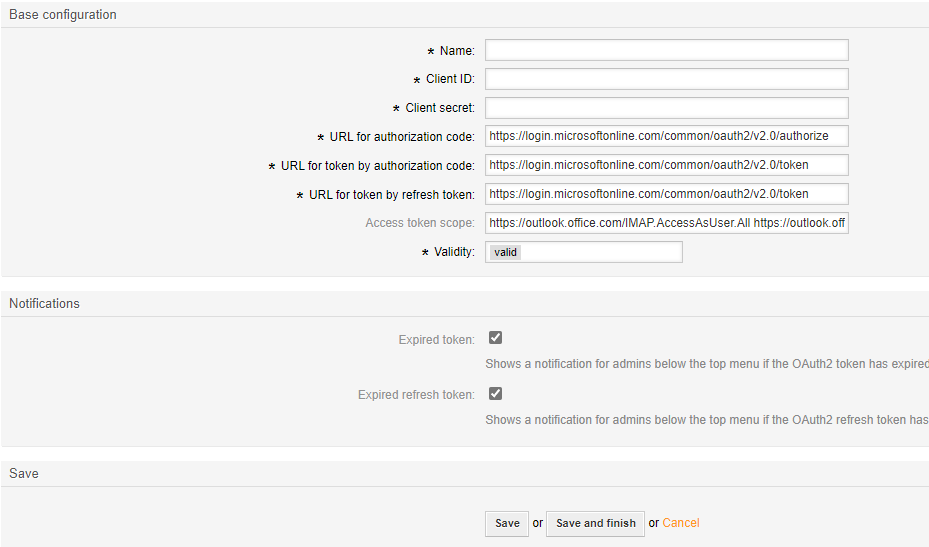 Base configuration
* Name:
* Client ID:
* Client secret:
* URL for authorization code: https://login.microsoftonline.com/common/oauth2/v2.0/authorize
* URL for token by authorization code: https://login.microsoftonline.com/common/oauth2/v2.0/token
* URL for token by refresh token: https://login.microsoftonline.com/common/oauth2/v2.0/token
Access token scope: https://outlook.office.com/IMAP.AccessAsUser.All https://outlook.off
* Validity: valid
Notifications
Expired token:
Shows a notification for admins below the top menu if the OAuth2 token has expired
Expired refresh token:
Shows a notification for admins below the top menu if the OAuth2 refresh token has
Save
Save or Save and finish or Cancel